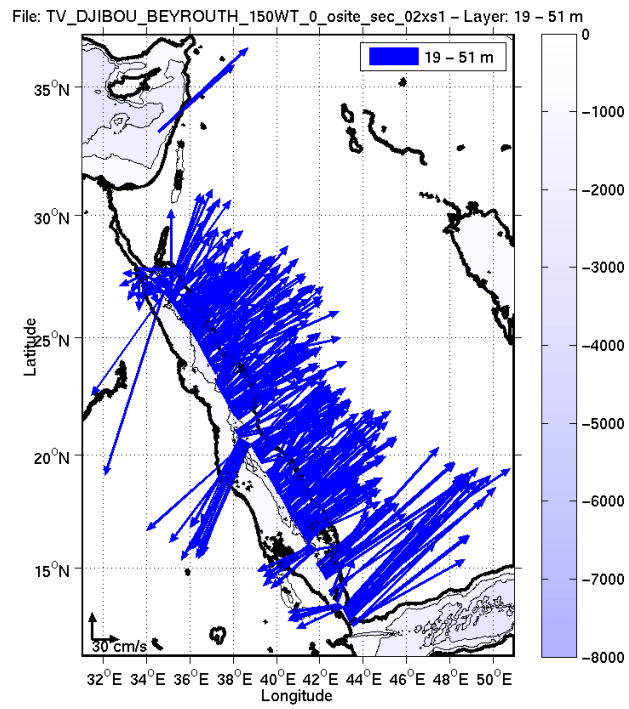 File: TV_DJIBOU_BEYROUTH_150WT_0_osite_sec_02xs1 – Layer: 19 – 51 m
19 – 51 m
35°N
30°N
25°N
20°N
15°N
Latitude
30 cm/s
32°E 34°E 36°E 38°E 40°E 42°E 44°E 46°E 48°E 50°E
Longitude
0
−1000
−2000
−3000
−4000
−5000
−6000
−7000
−8000